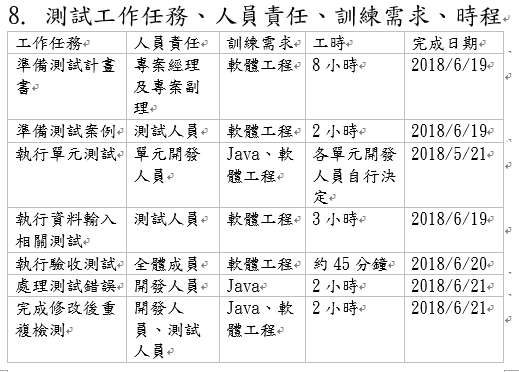 8. 測試工作任務、人員責任、訓練需求、時程
工作任務 人員責任 訓練需求 工時 完成日期
準備測試計畫 專案經理 軟體工程 8 小時 2018/6/19
書 及專案副
理
準備測試案例 測試人員 軟體工程 2 小時 2018/6/19
執行單元測試 單元開發 Java、軟 各單元開發 2018/5/21
人員 體工程 人員自行決
定
執行資料輸入 測試人員 軟體工程 3 小時 2018/6/19
相關測試
執行驗收測試 全體成員 軟體工程 約 45 分鐘 2018/6/20
處理測試錯誤 開發人員 Java 2 小時 2018/6/21
完成修改後重 開發人 Java、軟 2 小時 2018/6/21
複檢測 員、測試 體工程
人員